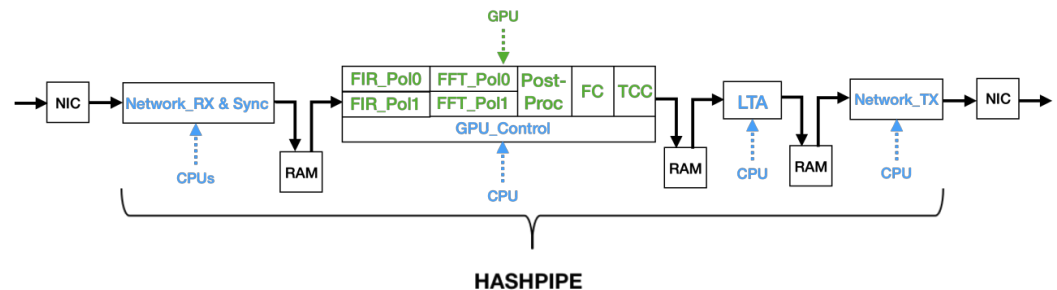 GPU
FIR_Pol0 FFT_Pol0 Post- FC TCC
FIR_Pol1 FFT_Pol1 Proc
GPU_Control
NIC Network_RX & Sync LTA Network_TX NIC
RAM RAM RAM
CPUs CPU CPU CPU
HASHPIPE